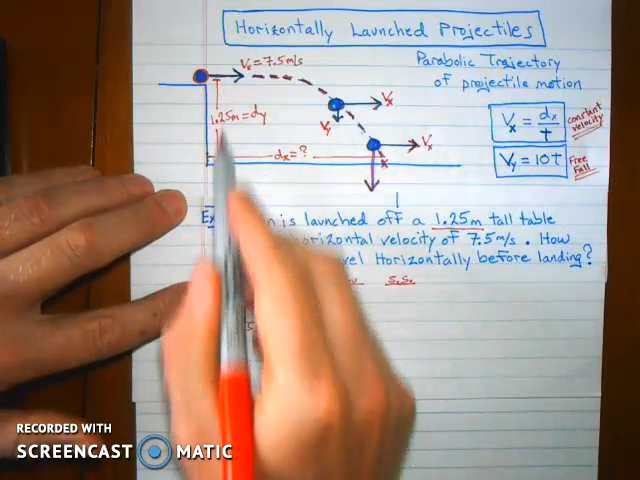 Horizontally Launched Projectiles
Vx = 7.5m/s
Parabolic Trajectory
of projectile motion
Vx
1.25m = dy
Vy
Vx = dx/t
constant velocity
Vx
dx = ?
Vy = 10t
Free Fall
Ex
is launched off a 1.25m tall table
horizontal velocity of 7.5m/s. How
Horizontally before landing?
S.S.
RECORDED WITH
SCREENCAST MATIC